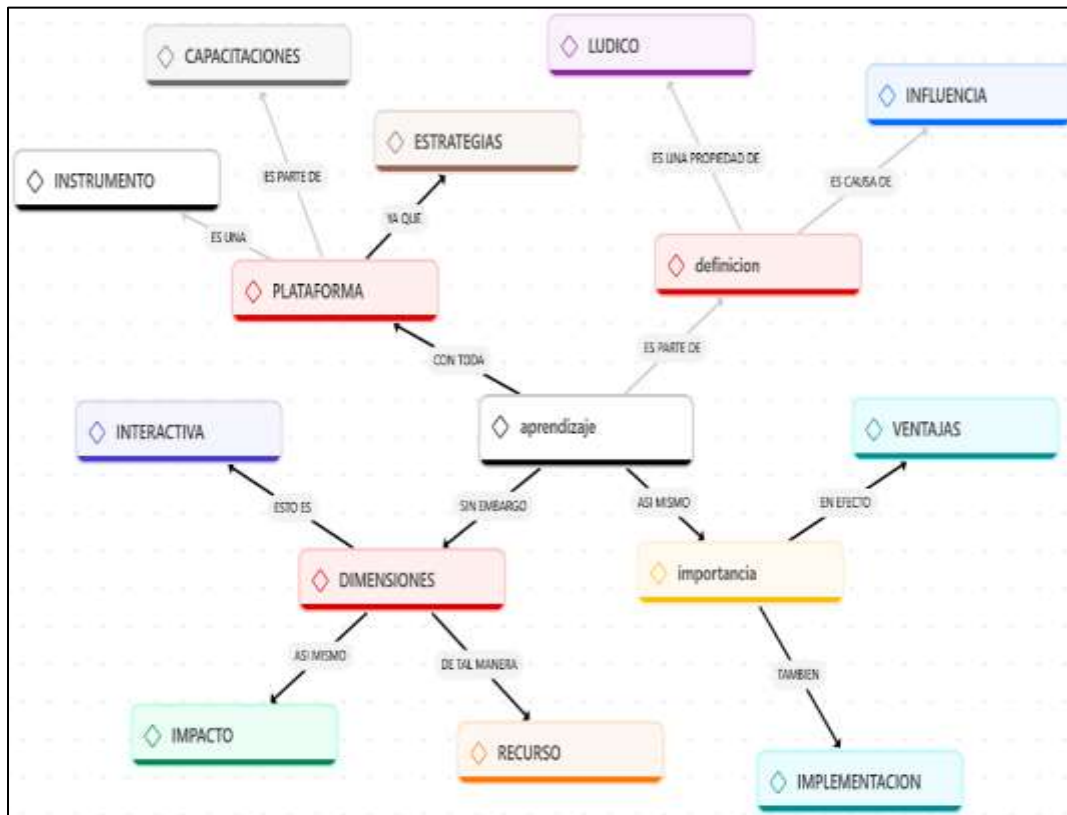 CAPACITACIONES
LUDICO
INFLUENCIA
ESTRATEGIAS
INSTRUMENTO
ES PARTE DE
ES UNA PROPIEDAD DE
ES CAUSA DE
YA QUE
ES UNA
definicion
PLATAFORMA
CON TODA
ES PARTE DE
INTERACTIVA
aprendizaje
VENTAJAS
ESTO ES
SIN EMBARGO
ASI MISMO
EN EFECTO
DIMENSIONES
importancia
ASI MISMO
DE TAL MANERA
TAMBIEN
IMPACTO
RECURSO
IMPLEMENTACION